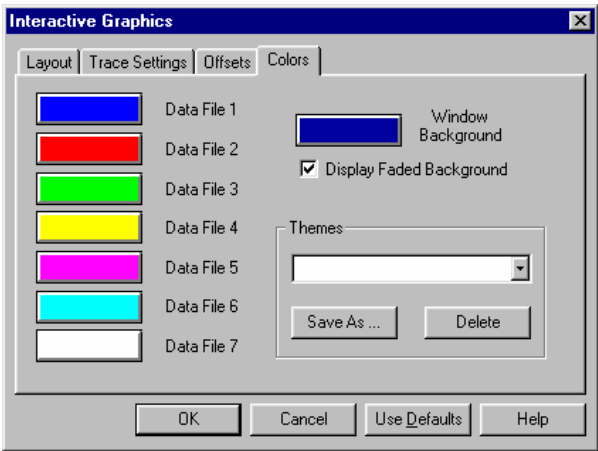 Interactive Graphics
Layout Trace Settings Offsets Colors
Data File 1
Data File 2
Data File 3
Data File 4
Data File 5
Data File 6
Data File 7
Window
Background
Display Faded Background
Themes
Save As ... Delete
OK Cancel Use Defaults Help